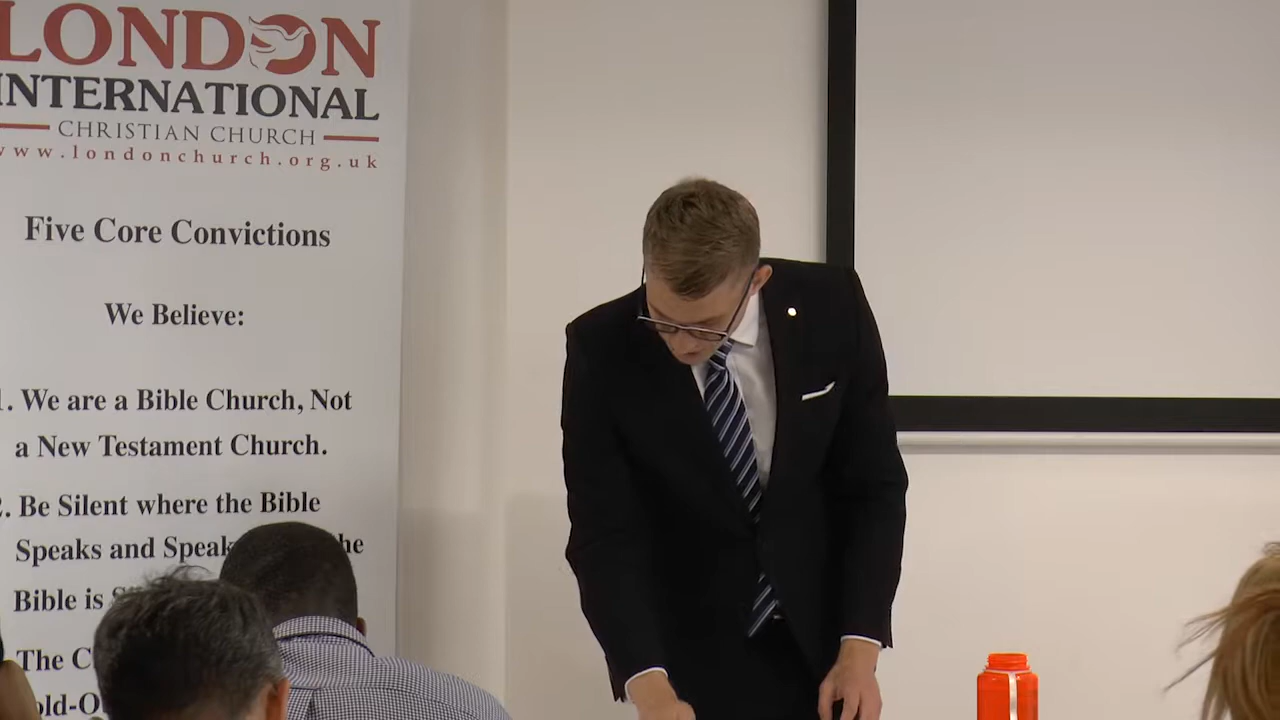 LONDON
INTERNATIONAL
CHRISTIAN CHURCH
www.londonchurch.org.uk
Five Core Convictions
We Believe:
1. We are a Bible Church, Not
a New Testament Church.
2. Be Silent where the Bible
Speaks and Speak
Bible is
The